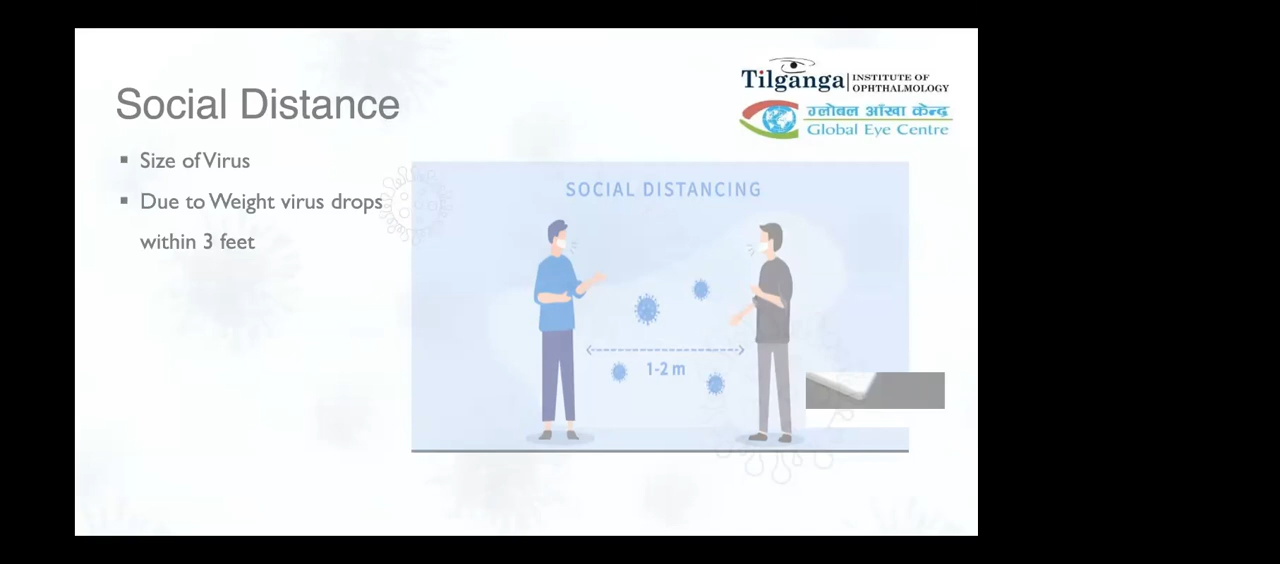 Tilganga INSTITUTE OF OPHTHALMOLOGY
ग्लोबल आँखा केन्द्र
Global Eye Centre
Social Distance
▪ Size of Virus
▪ Due to Weight virus drops
within 3 feet
SOCIAL DISTANCING
1-2 m